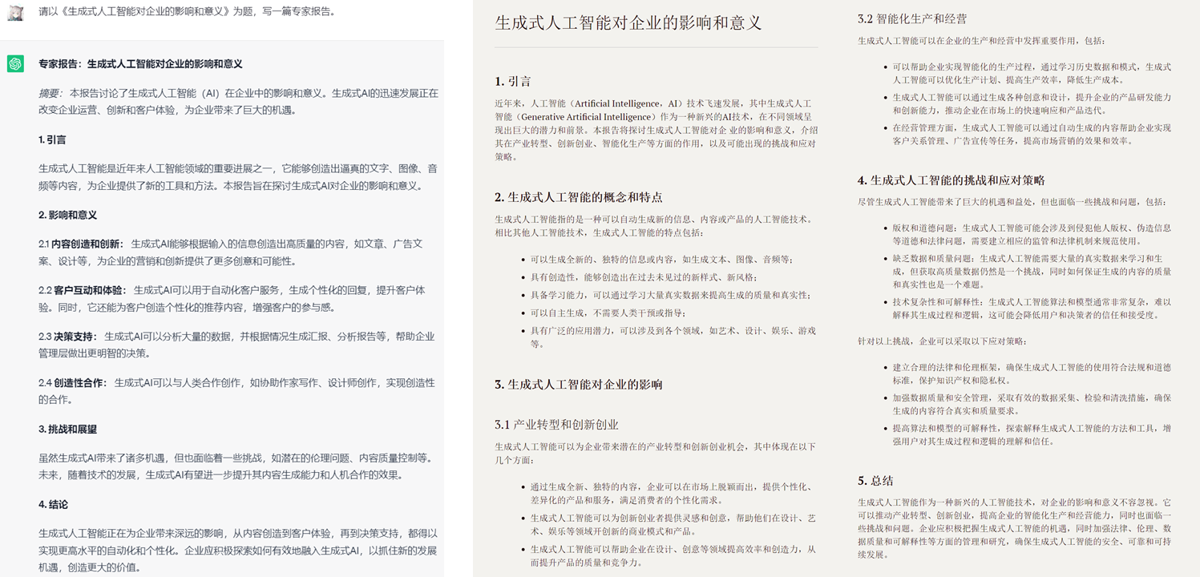 请以《生成式人工智能对企业的影响和意义》为题，写一篇专家报告。
专家报告：生成式人工智能对企业的影响和意义
摘要： 本报告讨论了生成式人工智能（AI）在企业中的影响和意义。生成式AI的迅速发展正在
改变企业运营、创新和客户体验，为企业带来了巨大的机遇。
1. 引言
生成式人工智能是近年来人工智能领域的重要进展之一，它能够创造出逼真的文字、图像、音
频等内容，为企业提供了新的工具和方法。本报告旨在探讨生成式AI对企业的影响和意义。
2. 影响和意义
2.1 内容创造和创新： 生成式AI能够根据输入的信息创造出高质量的内容，如文章、广告文
案、设计等，为企业的营销和创新提供了更多创意和可能性。
2.2 客户互动和体验： 生成式AI可以用于自动化客户服务，生成个性化的回复，提升客户体
验。同时，它还能为客户创造个性化的推荐内容，增强客户的参与感。
2.3 决策支持： 生成式AI可以分析大量的数据，并根据情况生成汇报、分析报告等，帮助企业
管理层做出更明智的决策。
2.4 创造性合作： 生成式AI可以与人类合作创作，如协助作家写作、设计师创作，实现创造性
的合作。
3. 挑战和展望
虽然生成式AI带来了诸多机遇，但也面临着一些挑战，如潜在的伦理问题、内容质量控制等。
未来，随着技术的发展，生成式AI有望进一步提升其内容生成能力和人机合作的效果。
4. 结论
生成式人工智能正在为企业带来深远的影响，从内容创造到客户体验，再到决策支持，都得以
实现更高水平的自动化和个性化。企业应积极探索如何有效地融入生成式AI，以抓住新的发展
机遇，创造更大的价值。
生成式人工智能对企业的影响和意义
1. 引言
近年来，人工智能（Artificial Intelligence，AI）技术飞速发展，其中生成式人工
智能（Generative Artificial Intelligence）作为一种新兴的AI技术，在不同领域呈
现出巨大的潜力和前景。本报告将探讨生成式人工智能对企 业的影响和意义，介绍
其在产业转型、创新创业、智能化生产等方面的作用，以及可能出现的挑战和应对
策略。
2. 生成式人工智能的概念和特点
生成式人工智能指的是一种可以自动生成新的信息、内容或产品的人工智能技术。
相比其他人工智能技术，生成式人工智能的特点包括：
• 可以生成全新的、独特的信息或内容，如生成文本、图像、音频等；
• 具有创造性，能够创造出在过去未见过的新样式、新风格；
• 具备学习能力，可以通过学习大量真实数据来提高生成的质量和真实性；
• 可以自主生成，不需要人类干预或指导；
• 具有广泛的应用潜力，可以涉及到各个领域，如艺术、设计、娱乐、游戏
等。
3. 生成式人工智能对企业的影响
3.1 产业转型和创新创业
生成式人工智能可以为企业带来潜在的产业转型和创新创业机会，其中体现在以下
几个方面：
• 通过生成全新、独特的内容，企业可以在市场上脱颖而出，提供个性化、
差异化的产品和服务，满足消费者的个性化需求。
• 生成式人工智能可以为创新创业者提供灵感和创意，帮助他们在设计、艺
术、娱乐等领域开创新的商业模式和产品。
• 生成式人工智能可以帮助企业在设计、创意等领域提高效率和创造力，从
而提升产品的质量和竞争力。
3.2 智能化生产和经营
生成式人工智能可以在企业的生产和经营中发挥重要作用，包括：
• 可以帮助企业实现智能化的生产过程，通过学习历史数据和模式，生成式
人工智能可以优化生产计划、提高生产效率，降低生产成本。
• 生成式人工智能可以通过生成各种创意和设计，提升企业的产品研发能力
和创新能力，推动企业在市场上的快速响应和产品迭代。
• 在经营管理方面，生成式人工智能可以通过自动生成的内容帮助企业实现
客户关系管理、广告宣传等任务，提高市场营销的效果和效率。
4. 生成式人工智能的挑战和应对策略
尽管生成式人工智能带来了巨大的机遇和益处，但也面临一些挑战和问题，包括：
• 版权和道德问题：生成式人工智能可能会涉及到侵犯他人版权、伪造信息
等道德和法律问题，需要建立相应的监管和法律机制来规范使用。
• 缺乏数据和质量问题：生成式人工智能需要大量的真实数据来学习和生
成，但获取高质量数据仍然是一个挑战，同时如何保证生成的内容的质量
和真实性也是一个难题。
• 技术复杂性和可解释性：生成式人工智能算法和模型通常非常复杂，难以
解释其生成过程和逻辑，这可能会降低用户和决策者的信任和接受度。
针对以上挑战，企业可以采取以下应对策略：
• 建立合理的法律和伦理框架，确保生成式人工智能的使用符合法规和道德
标准，保护知识产权和隐私权。
• 加强数据质量和安全管理，采取有效的数据采集、检验和清洗措施，确保
生成的内容符合真实和质量要求。
• 提高算法和模型的可解释性，探索解释生成式人工智能的方法和工具，增
强用户对其生成过程和逻辑的理解和信任。
5. 总结
生成式人工智能作为一种新兴的人工智能技术，对企业的影响和意义不容忽视。它
可以推动产业转型、创新创业，提高企业的智能化生产和经营能力，同时也面临一
些挑战和问题。企业应积极把握生成式人工智能的机遇，同时加强法律、伦理、数
据质量和可解释性等方面的管理和研究，确保生成式人工智能的安全、可靠和可持
续发展。